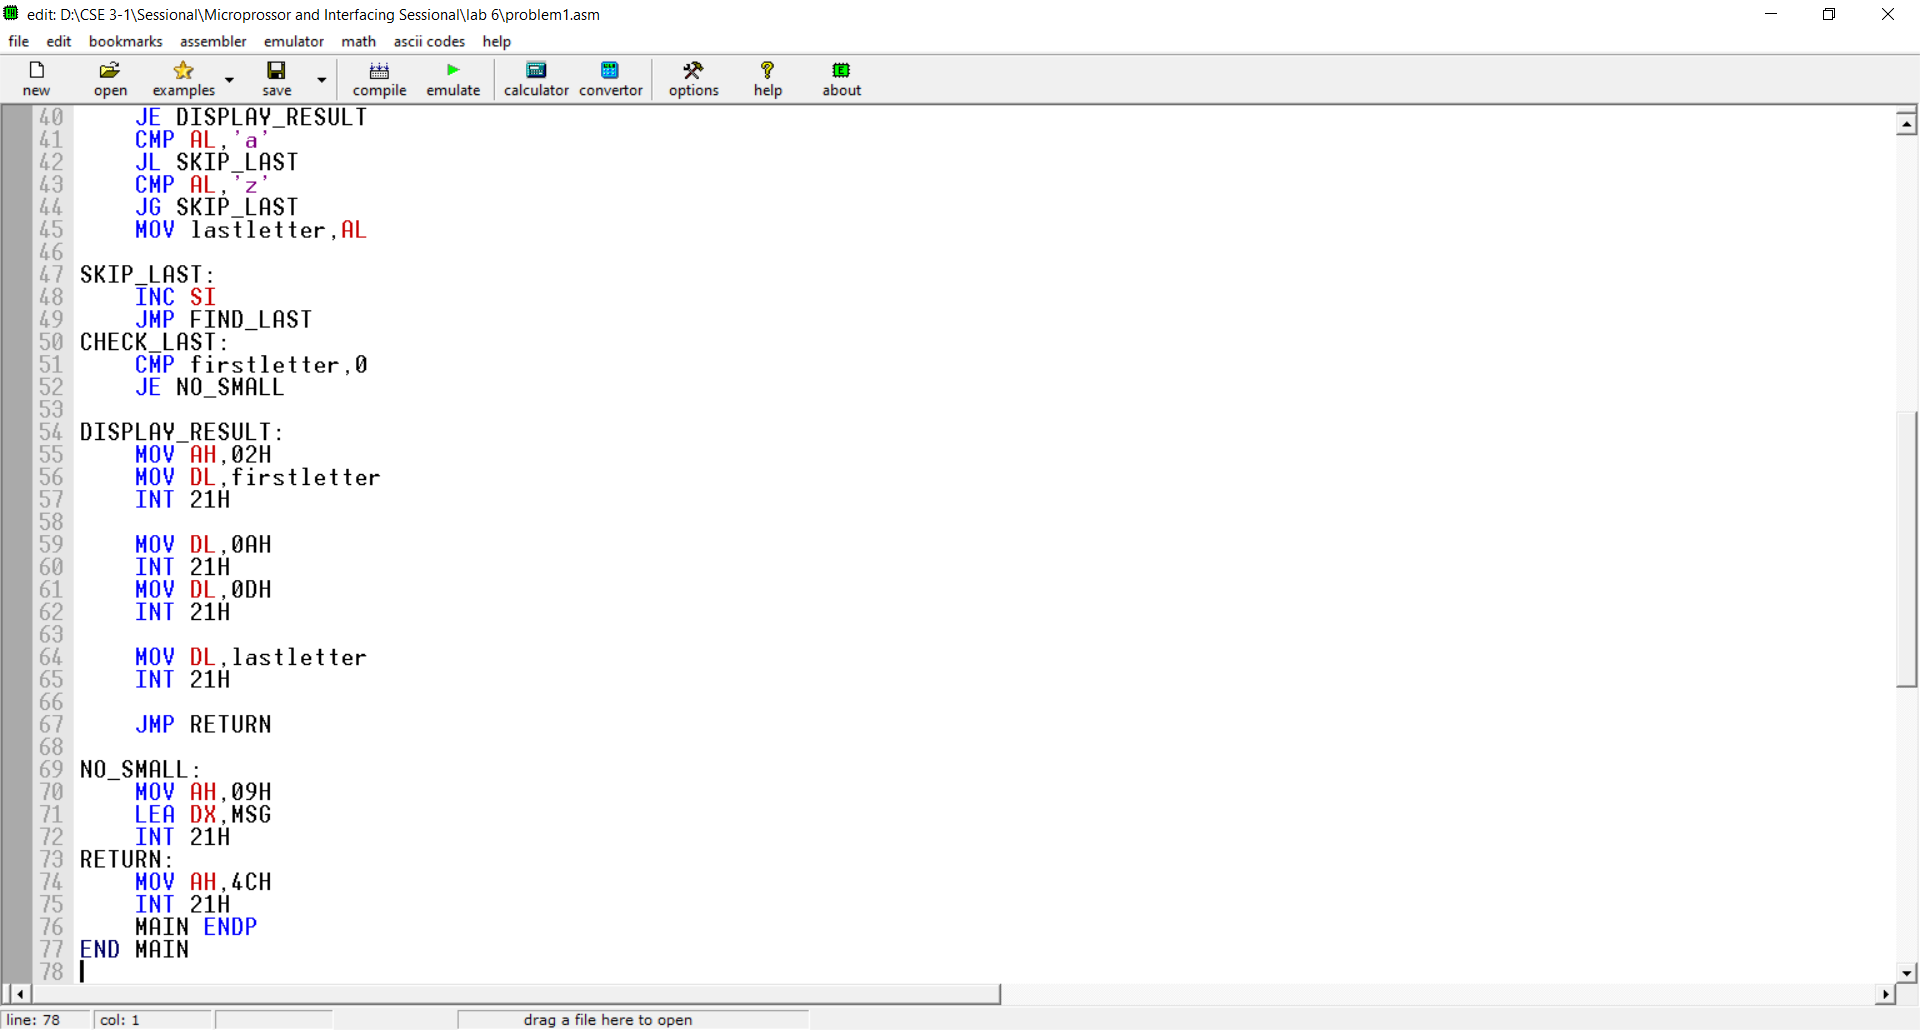 edit: D:\CSE 3-1\Sessional\Microprossor and Interfacing Sessional\lab 6\problem1.asm
file edit bookmarks assembler emulator math ascii codes help
new open examples save compile emulate calculator convertor options help about
40 JE DISPLAY_RESULT
41 CMP AL,'a'
42 JL SKIP_LAST
43 CMP AL,'z'
44 JG SKIP_LAST
45 MOV lastletter,AL
46
47 SKIP_LAST:
48 INC SI
49 JMP FIND_LAST
50 CHECK_LAST:
51 CMP firstletter,0
52 JE NO_SMALL
53
54 DISPLAY_RESULT:
55 MOV AH,02H
56 MOV DL,firstletter
57 INT 21H
58
59 MOV DL,0AH
60 INT 21H
61 MOV DL,0DH
62 INT 21H
63
64 MOV DL,lastletter
65 INT 21H
66
67 JMP RETURN
68
69 NO_SMALL:
70 MOV AH,09H
71 LEA DX,MSG
72 INT 21H
73 RETURN:
74 MOV AH,4CH
75 INT 21H
76 MAIN ENDP
77 END MAIN
78
line: 78 col: 1 drag a file here to open